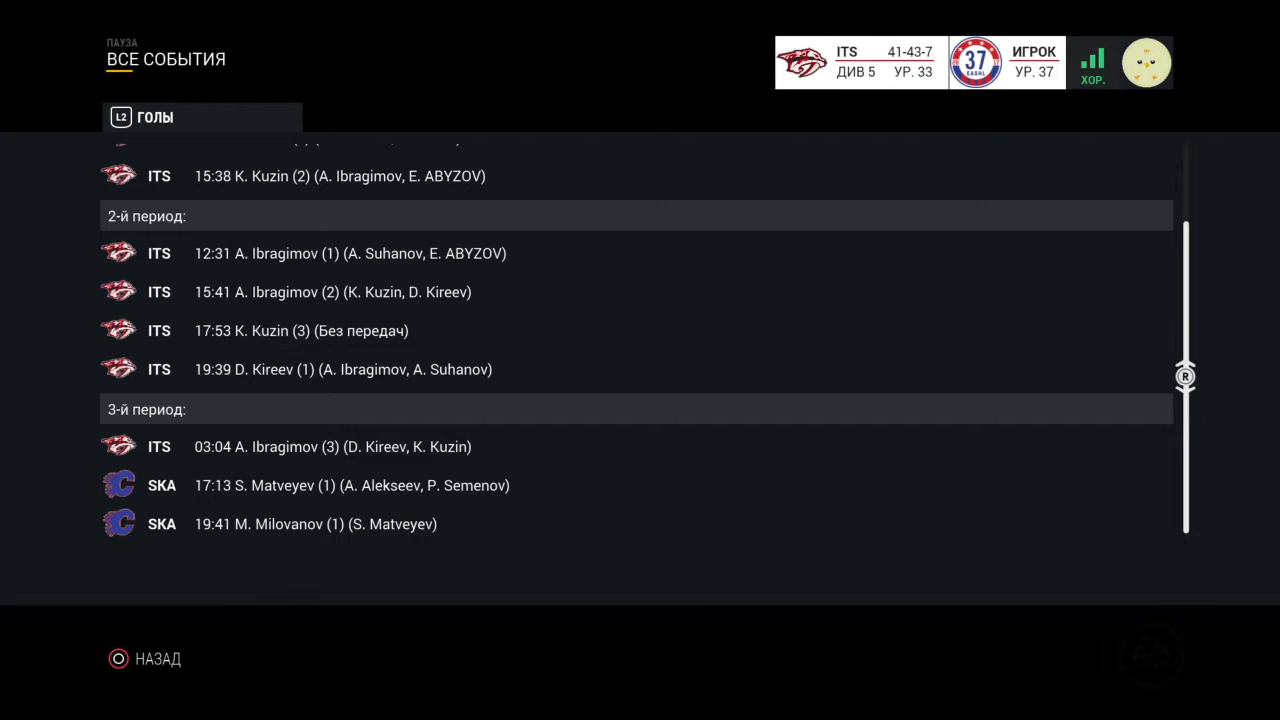 ПАУЗА
ВСЕ СОБЫТИЯ
ITS 41-43-7
ДИВ 5 УР. 33
37
EASHL
ИГРОК
УР. 37
ХОР.
L2 ГОЛЫ
ITS 15:38 K. Kuzin (2) (A. Ibragimov, E. ABYZOV)
2-й период:
ITS 12:31 A. Ibragimov (1) (A. Suhanov, E. ABYZOV)
ITS 15:41 A. Ibragimov (2) (K. Kuzin, D. Kireev)
ITS 17:53 K. Kuzin (3) (Без передач)
ITS 19:39 D. Kireev (1) (A. Ibragimov, A. Suhanov)
R
3-й период:
ITS 03:04 A. Ibragimov (3) (D. Kireev, K. Kuzin)
SKA 17:13 S. Matveyev (1) (A. Alekseev, P. Semenov)
SKA 19:41 M. Milovanov (1) (S. Matveyev)
НАЗАД